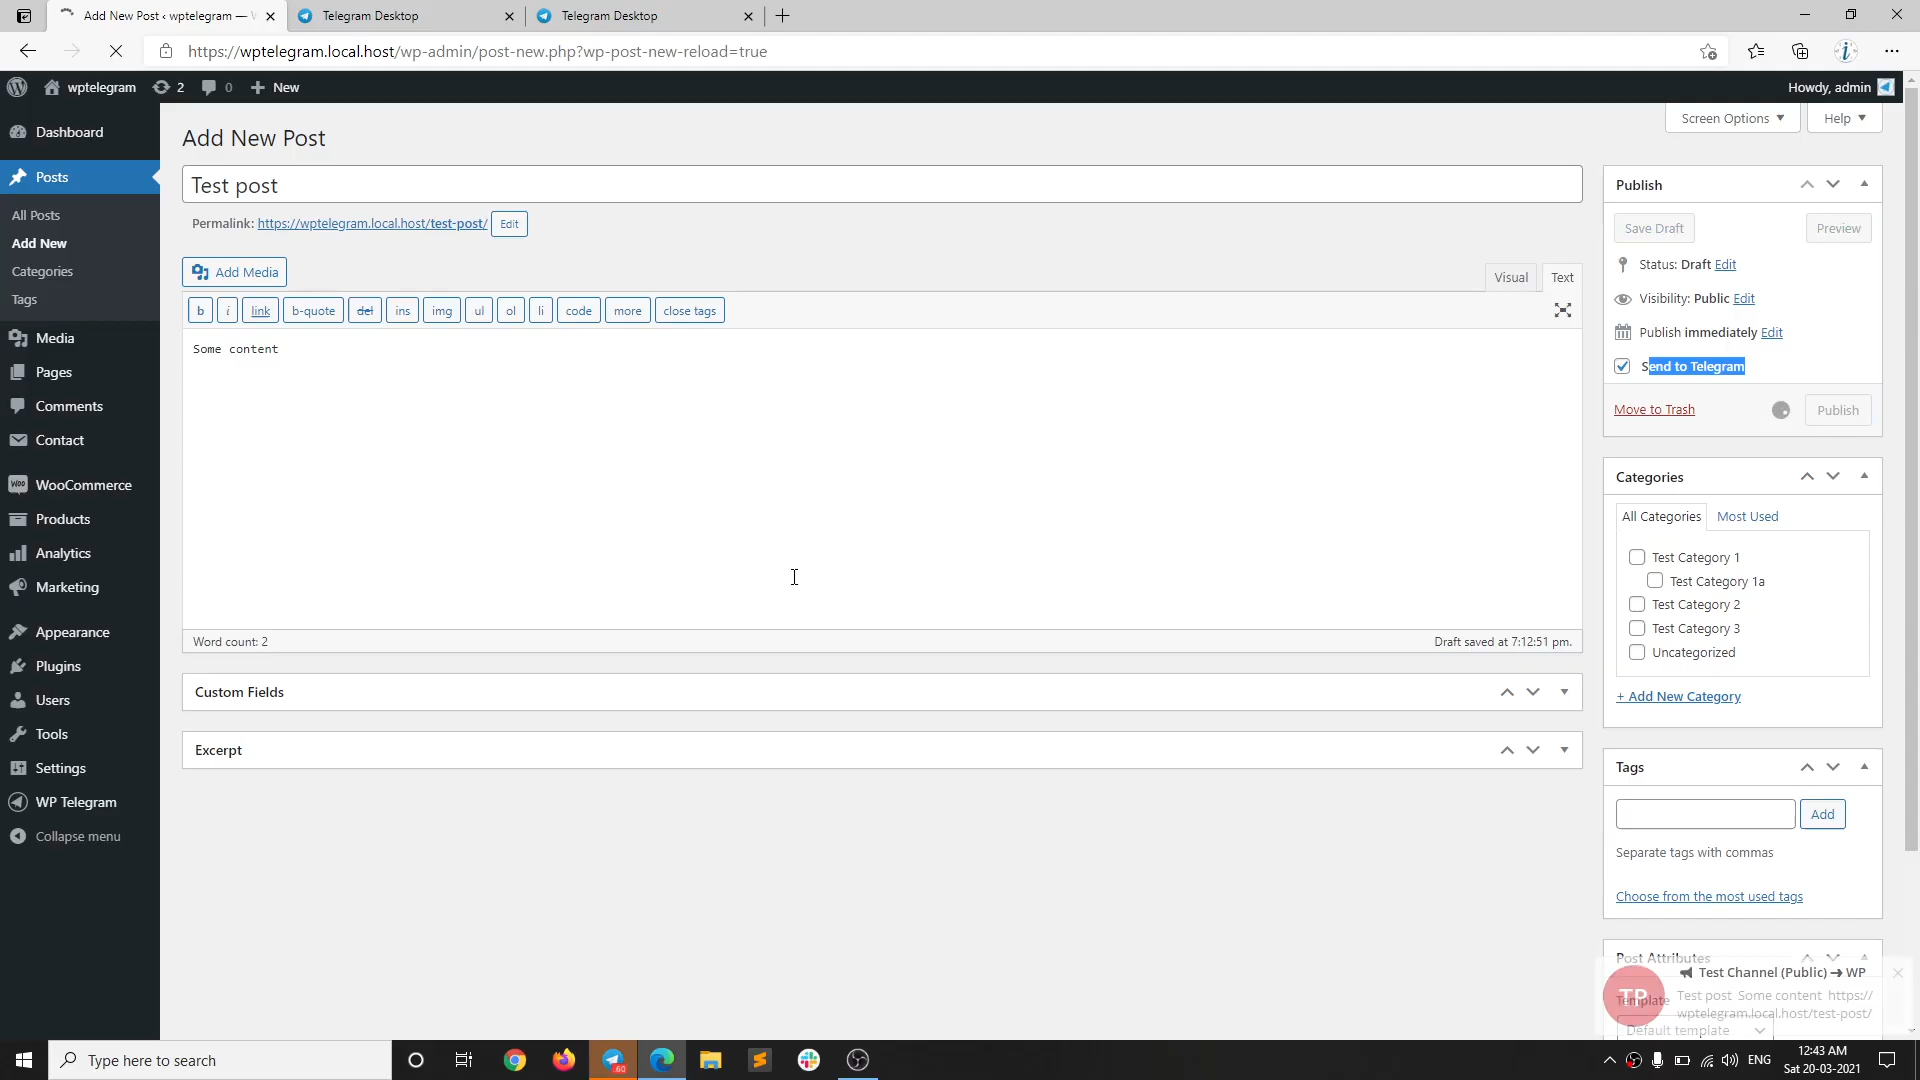 Add New Post ‹ wptelegram —
Telegram Desktop
Telegram Desktop
https://wptelegram.local.host/wp-admin/post-new.php?wp-post-new-reload=true
wptelegram
2
0
New
Howdy, admin
Screen Options
Help
Dashboard
Posts
All Posts
Add New
Categories
Tags
Media
Pages
Comments
Contact
WooCommerce
Products
Analytics
Marketing
Appearance
Plugins
Users
Tools
Settings
WP Telegram
Collapse menu
Add New Post
Test post
Permalink: https://wptelegram.local.host/test-post/ Edit
Add Media
Visual Text
b i link b-quote del ins img ul ol li code more close tags
Some content
Word count: 2
Draft saved at 7:12:51 pm.
Custom Fields
Excerpt
Publish
Save Draft
Preview
Status: Draft Edit
Visibility: Public Edit
Publish immediately Edit
Send to Telegram
Move to Trash
Publish
Categories
All Categories Most Used
Test Category 1
Test Category 1a
Test Category 2
Test Category 3
Uncategorized
+ Add New Category
Tags
Add
Separate tags with commas
Choose from the most used tags
Post Attributes
Template
Default template
TP
Test Channel (Public) ➔ WP
Test post Some content https://
wptelegram.local.host/test-post/
Type here to search
.60
ENG
12:43 AM
Sat 20-03-2021